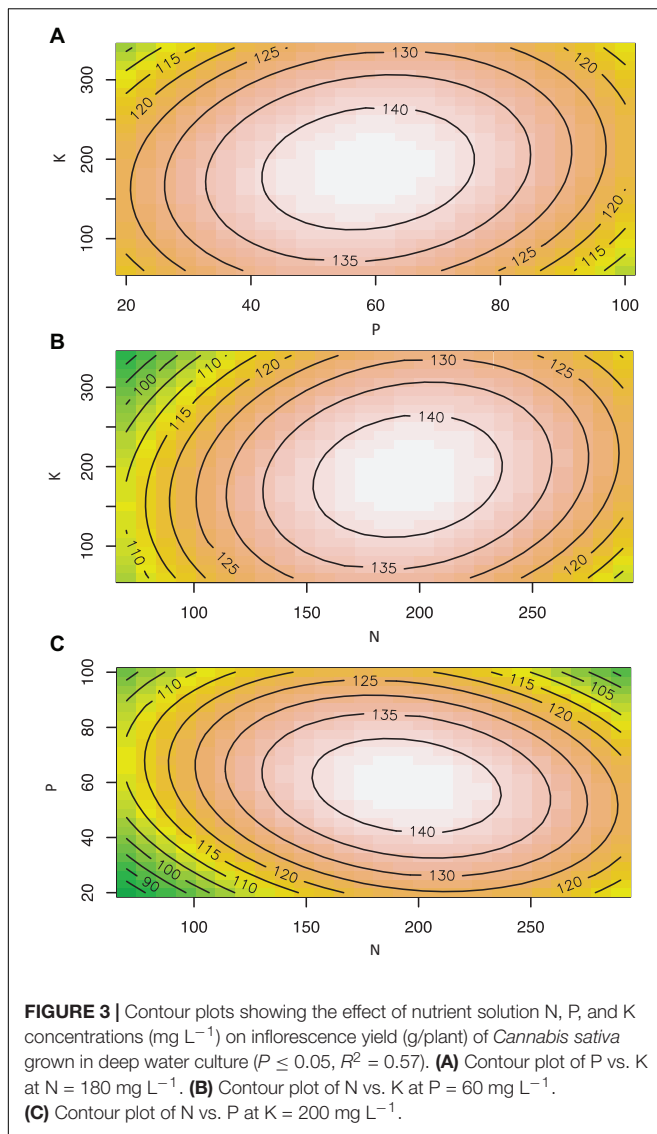 A
115 125 130 120
120
140
K
300
200
100
135 125 120 115
20 40 60 80 100
P
B
100 110 120 130 125
115
140
K
300
200
100
110 125 135 120
100 150 200 250
N
C
110 125 115 105
135 120
P
100
80
60
40
20
140
115 130
100 90 110 120
100 150 200 250
N
FIGURE 3 | Contour plots showing the effect of nutrient solution N, P, and K
concentrations (mg L⁻¹) on inflorescence yield (g/plant) of Cannabis sativa
grown in deep water culture (P ≤ 0.05, R² = 0.57). (A) Contour plot of P vs. K
at N = 180 mg L⁻¹. (B) Contour plot of N vs. K at P = 60 mg L⁻¹.
(C) Contour plot of N vs. P at K = 200 mg L⁻¹.